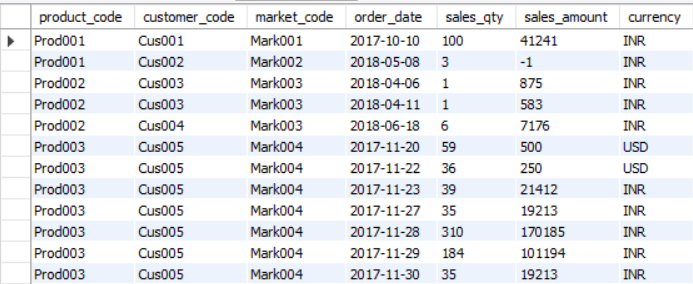 product_code customer_code market_code order_date sales_qty sales_amount currency
Prod001 Cus001 Mark001 2017-10-10 100 41241 INR
Prod001 Cus002 Mark002 2018-05-08 3 -1 INR
Prod002 Cus003 Mark003 2018-04-06 1 875 INR
Prod002 Cus003 Mark003 2018-04-11 1 583 INR
Prod002 Cus004 Mark003 2018-06-18 6 7176 INR
Prod003 Cus005 Mark004 2017-11-20 59 500 USD
Prod003 Cus005 Mark004 2017-11-22 36 250 USD
Prod003 Cus005 Mark004 2017-11-23 39 21412 INR
Prod003 Cus005 Mark004 2017-11-27 35 19213 INR
Prod003 Cus005 Mark004 2017-11-28 310 170185 INR
Prod003 Cus005 Mark004 2017-11-29 184 101194 INR
Prod003 Cus005 Mark004 2017-11-30 35 19213 INR